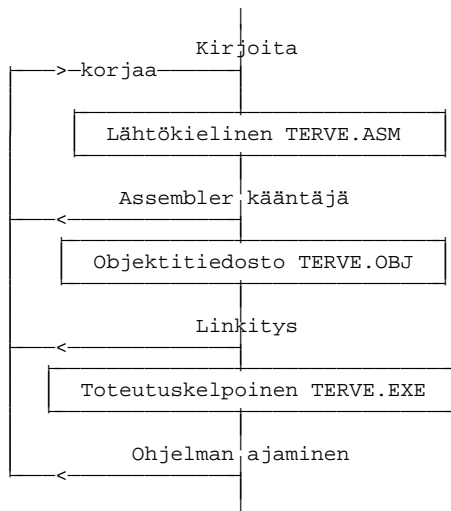 Kirjoita
>korjaa
Lähtökielinen TERVE.ASM
Assembler kääntäjä
<
Objektitiedosto TERVE.OBJ
Linkitys
<
Toteutuskelpoinen TERVE.EXE
Ohjelman ajaminen
<